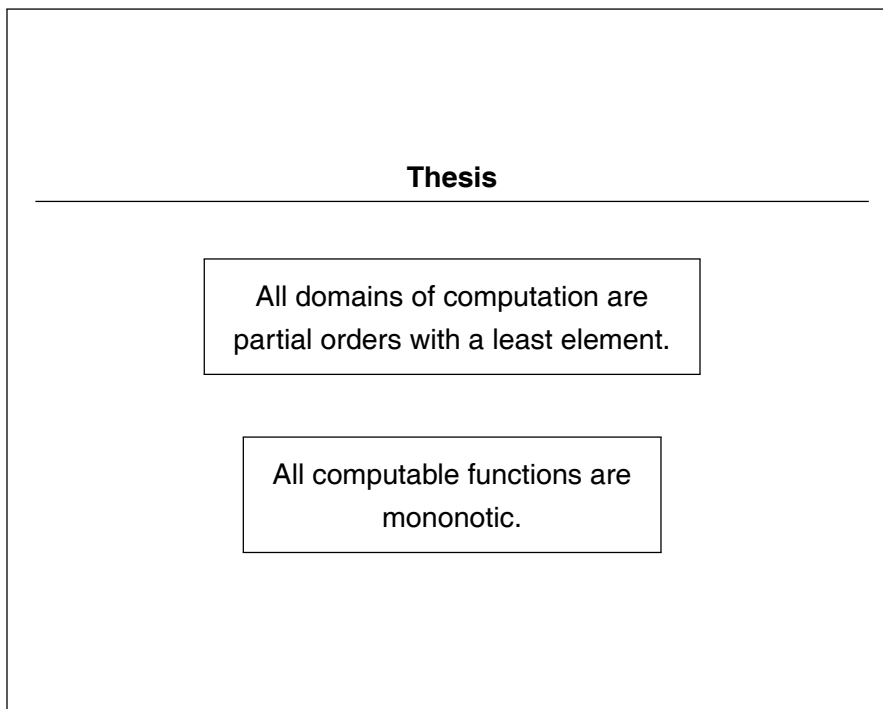 Thesis
All domains of computation are
partial orders with a least element.
All computable functions are
mononotic.